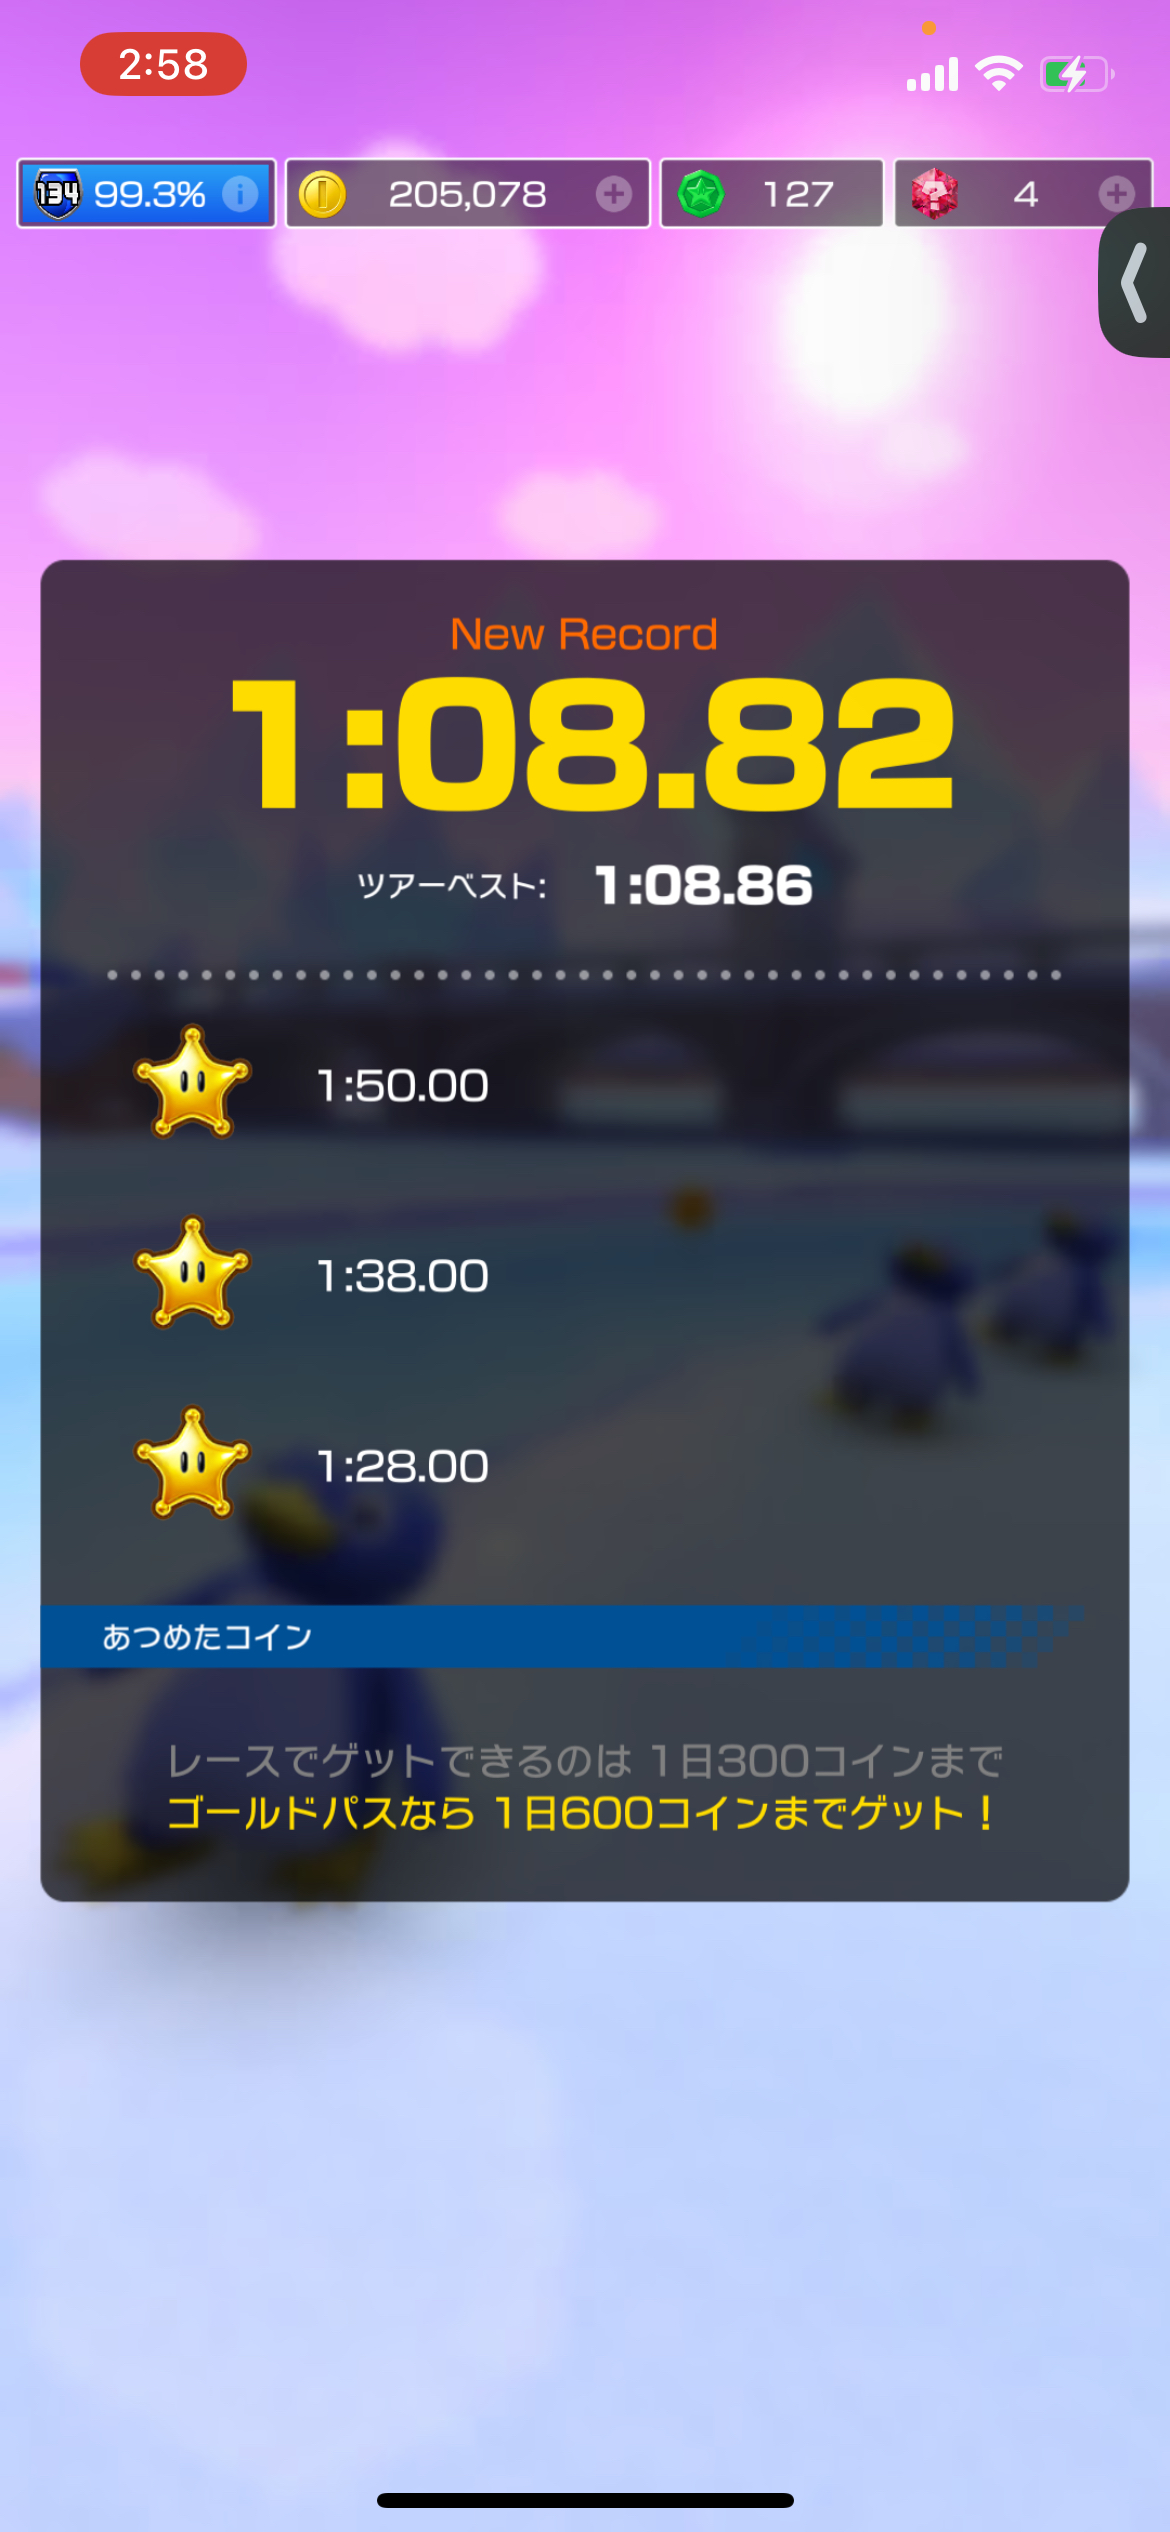 2:58
134 99.3% i 205,078 127 4
New Record
1:08.82
ツアーベスト: 1:08.86
1:50.00
1:38.00
1:28.00
あつめたコイン
レースでゲットできるのは 1日300コインまで
ゴールドパスなら 1日600コインまでゲット！